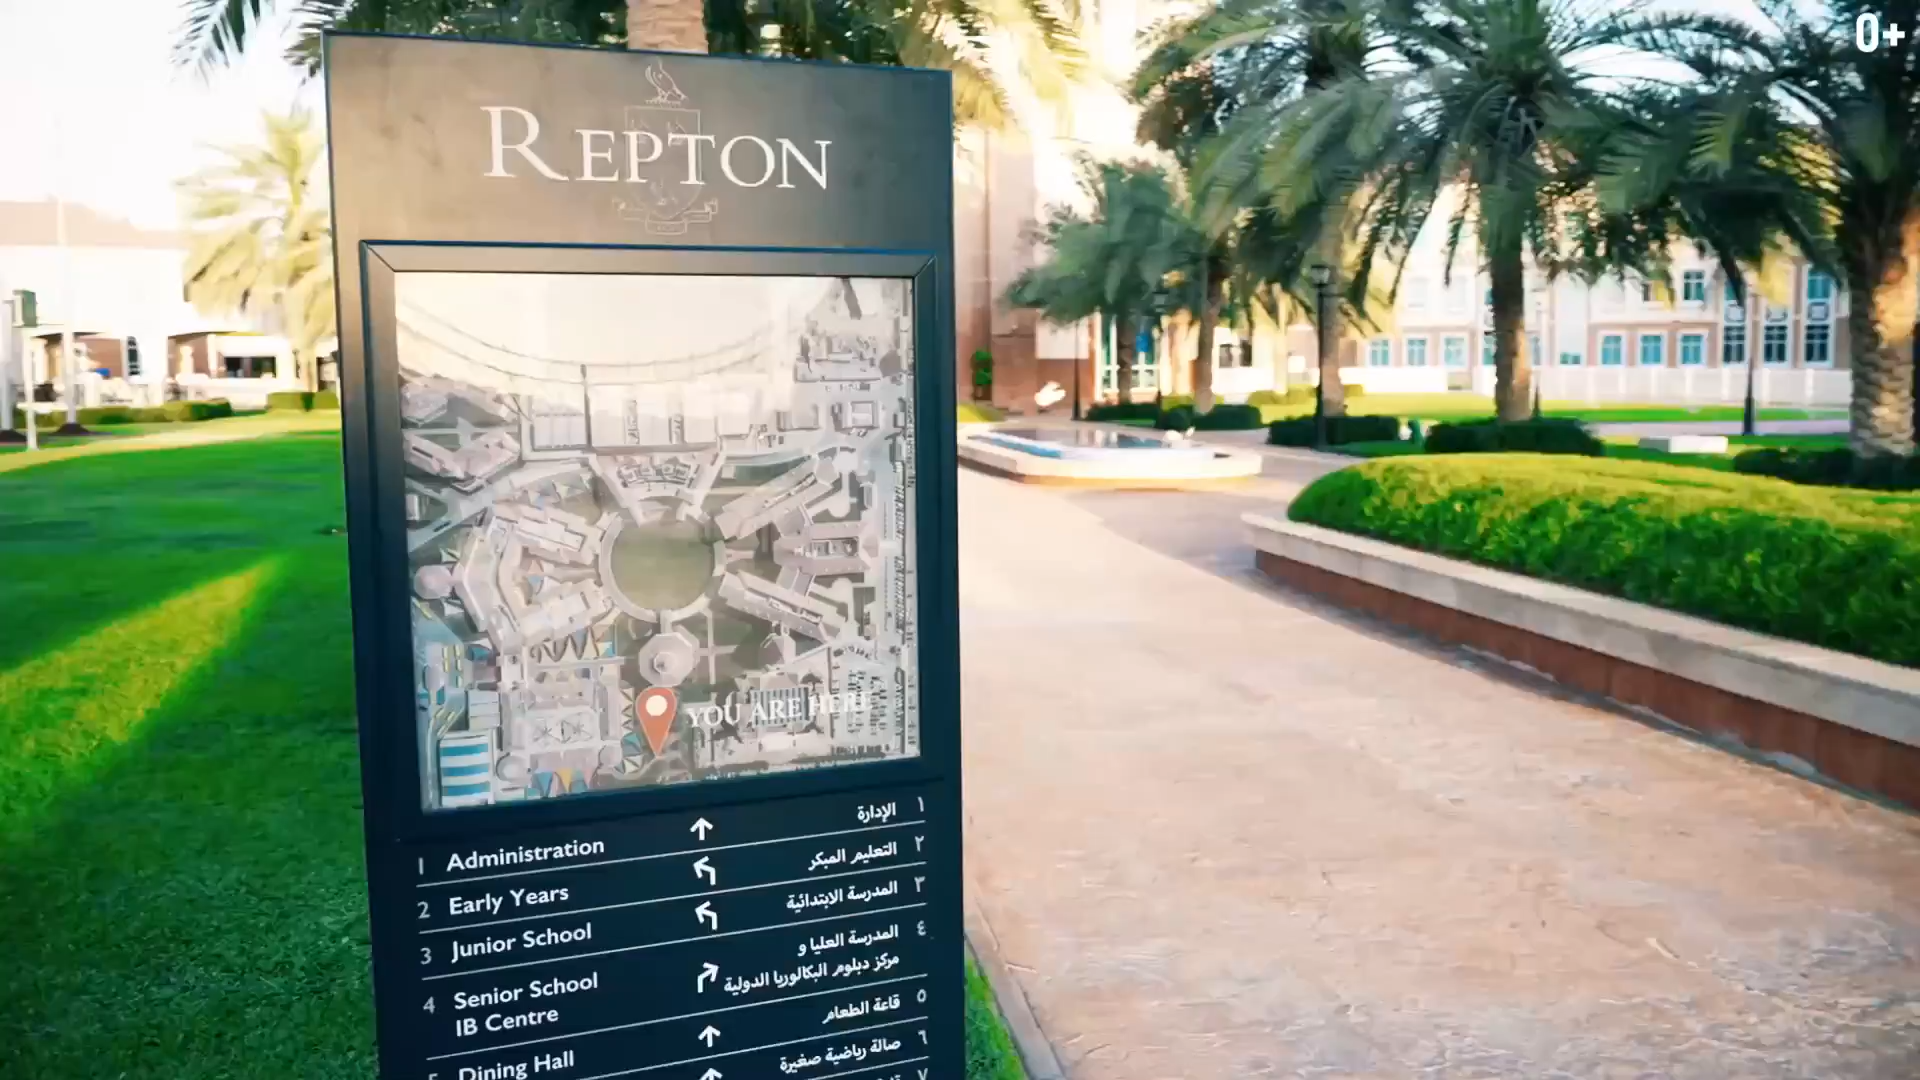 0+
REPTON
YOU ARE HERE
1 Administration الإدارة ١
2 Early Years التعليم المبكر ٢
3 Junior School المدرسة الابتدائية ٣
4 Senior School المدرسة العليا و ٤
IB Centre مركز دبلوم البكالوريا الدولية
5 Dining Hall قاعة الطعام ٥
صالة رياضية صغيرة ٦
٧